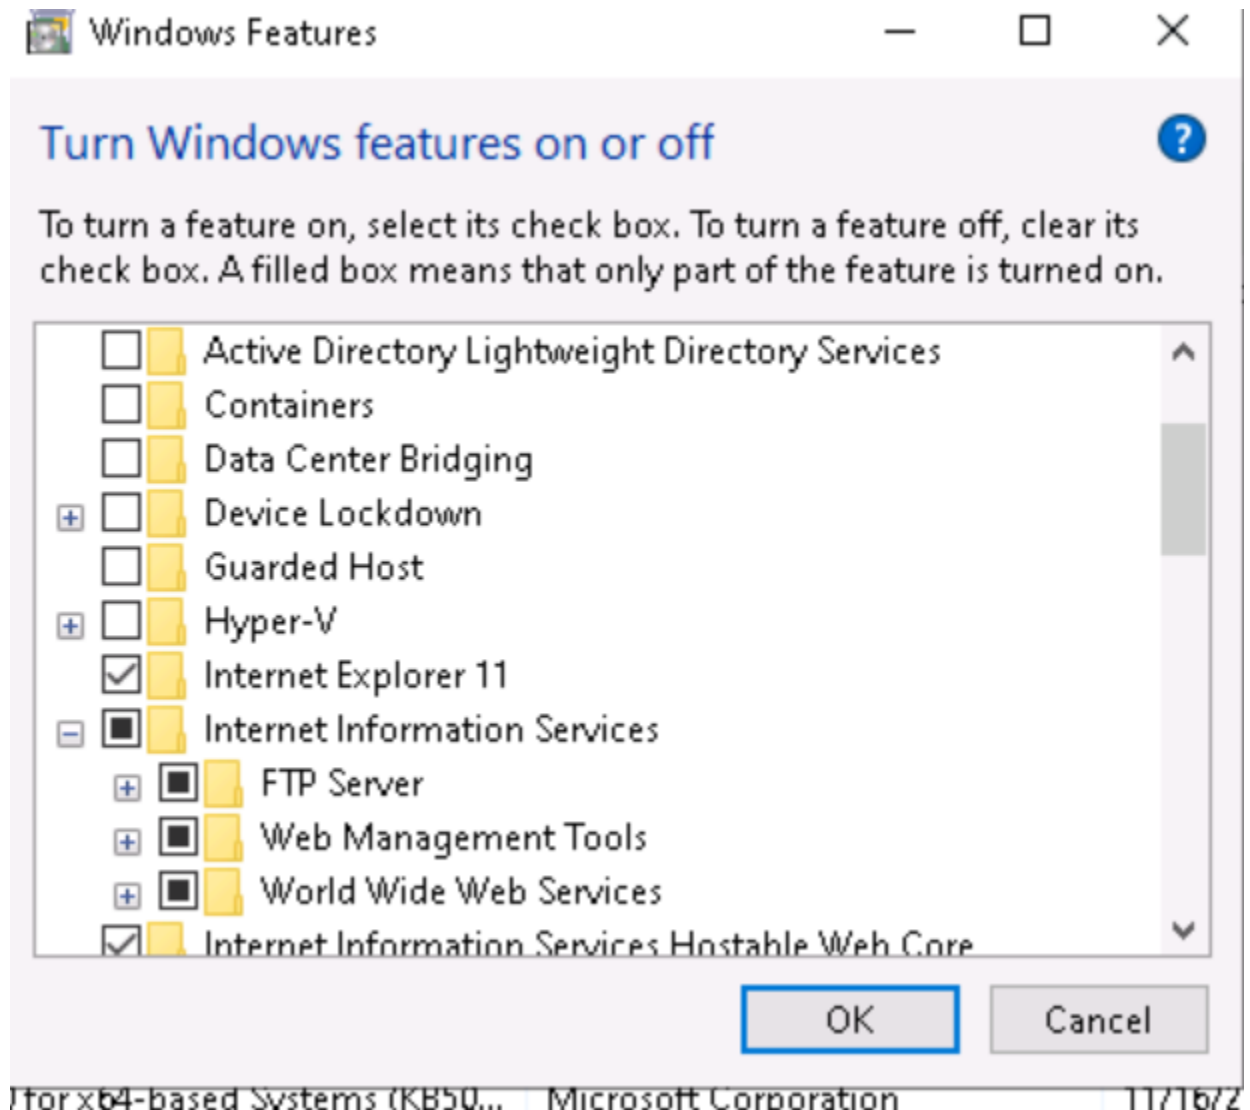 Windows Features
Turn Windows features on or off
To turn a feature on, select its check box. To turn a feature off, clear its
check box. A filled box means that only part of the feature is turned on.
Active Directory Lightweight Directory Services
Containers
Data Center Bridging
Device Lockdown
Guarded Host
Hyper-V
Internet Explorer 11
Internet Information Services
FTP Server
Web Management Tools
World Wide Web Services
Internet Information Services Hostable Web Core
OK Cancel
for x64-based Systems (KB50... Microsoft Corporation 11/16/2